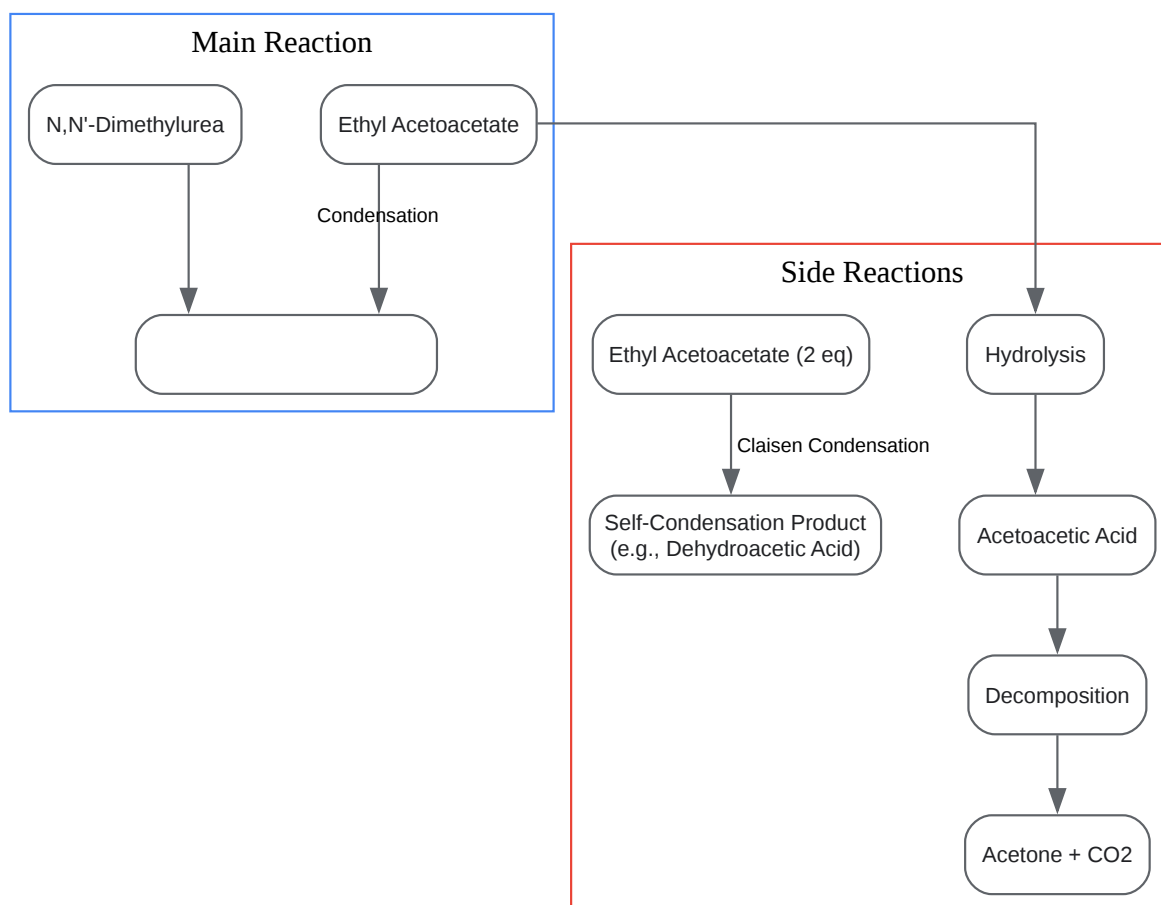 Main Reaction
N,N'-Dimethylurea
Ethyl Acetoacetate
Condensation
Side Reactions
Ethyl Acetoacetate (2 eq)
Hydrolysis
Claisen Condensation
Self-Condensation Product
(e.g., Dehydroacetic Acid)
Acetoacetic Acid
Decomposition
Acetone + CO2